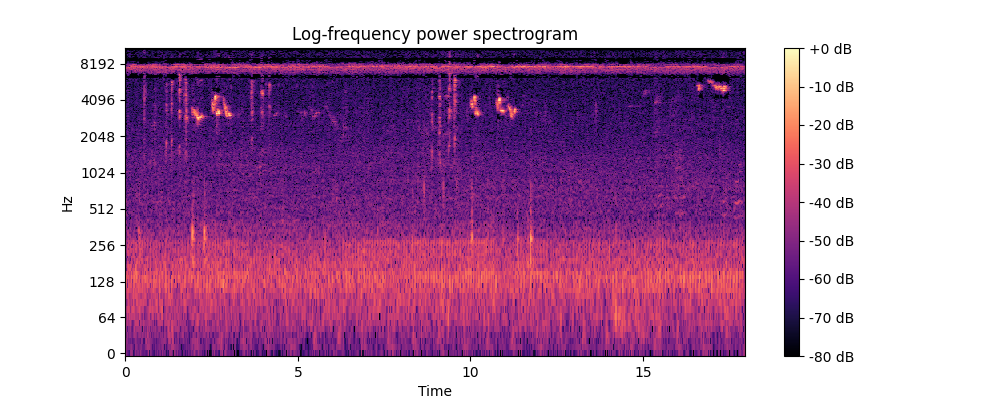 Log-frequency power spectrogram
Hz
8192
4096
2048
1024
512
256
128
64
0
0 5 10 15
Time
+0 dB
-10 dB
-20 dB
-30 dB
-40 dB
-50 dB
-60 dB
-70 dB
-80 dB